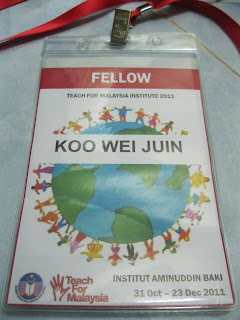 FELLOW
TEACH FOR MALAYSIA INSTITUTE 2011
KOO WEI JUIN
Teach
For
Malaysia
INSTITUT AMINUDDIN BAKI
31 Oct – 23 Dec 2011